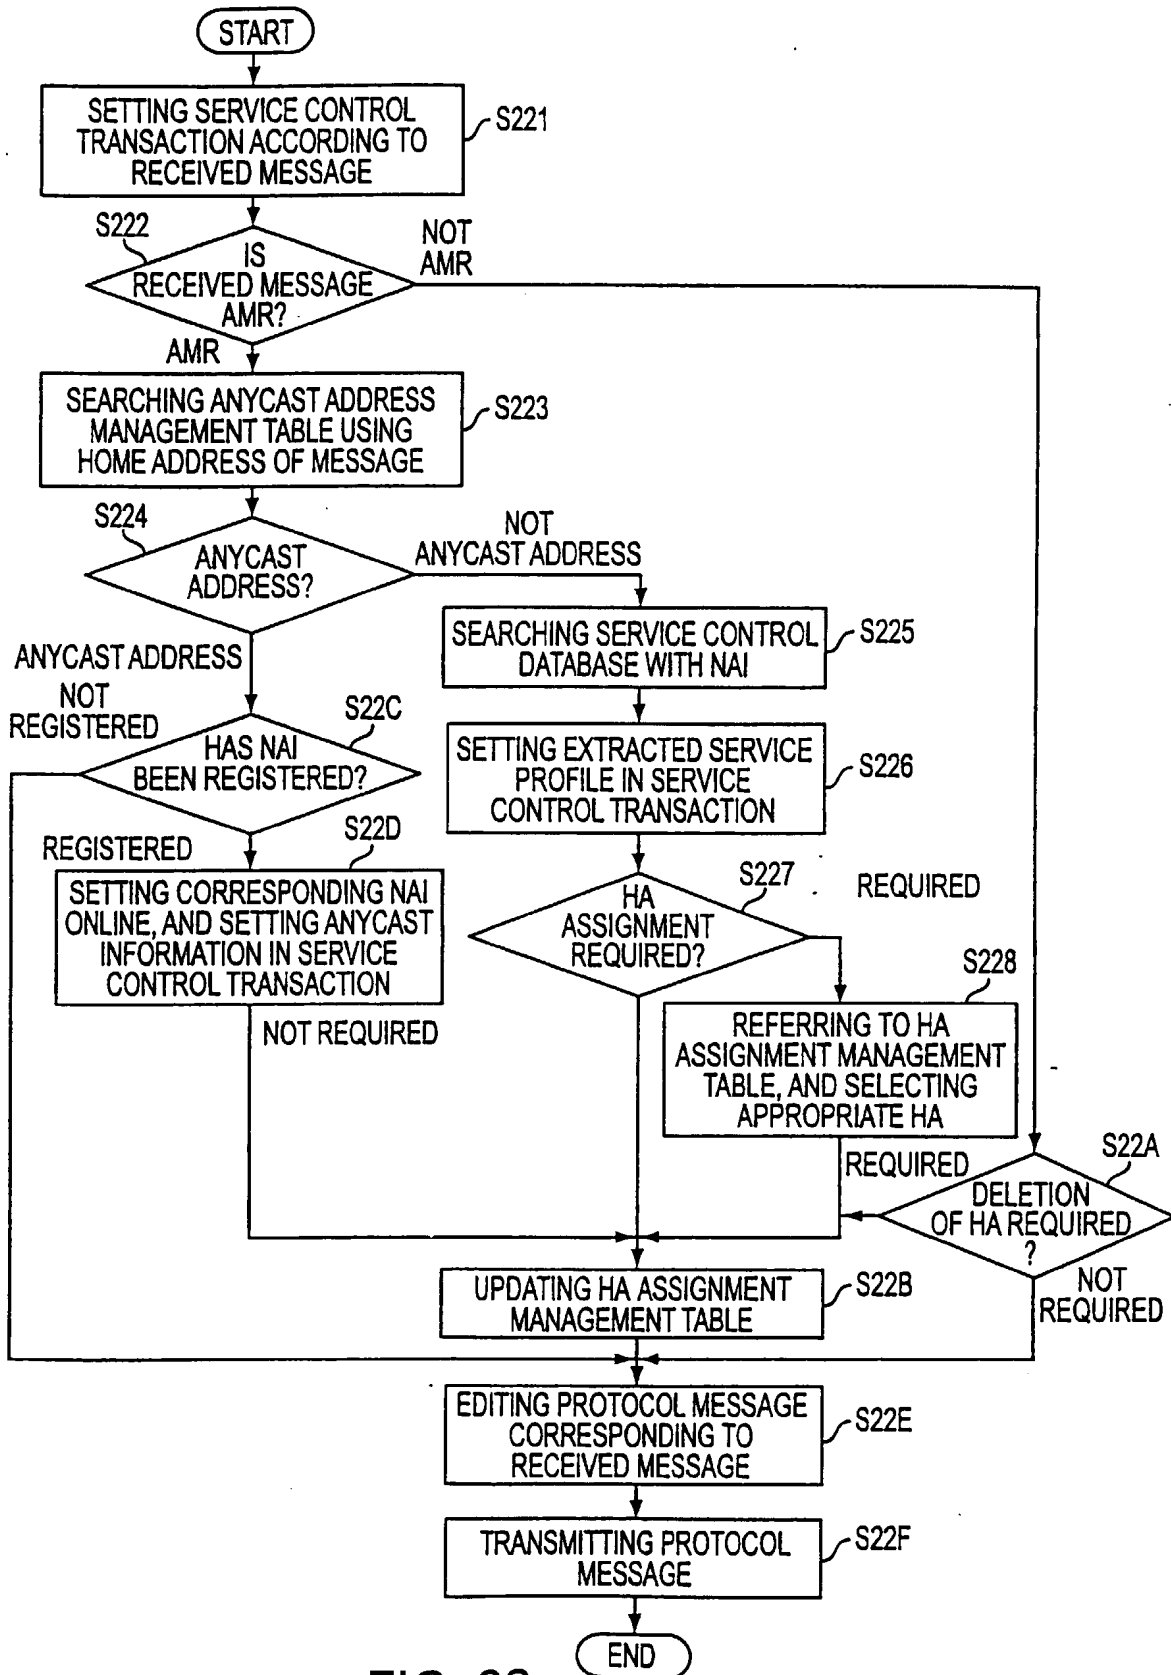 START
SETTING SERVICE CONTROL
TRANSACTION ACCORDING TO
RECEIVED MESSAGE
S221
S222
IS
RECEIVED MESSAGE
AMR?
NOT
AMR
AMR
SEARCHING ANYCAST ADDRESS
MANAGEMENT TABLE USING
HOME ADDRESS OF MESSAGE
S223
S224
ANYCAST
ADDRESS?
NOT
ANYCAST ADDRESS
SEARCHING SERVICE CONTROL
DATABASE WITH NAI
S225
ANYCAST ADDRESS
NOT
REGISTERED
S22C
HAS NAI
BEEN REGISTERED?
SETTING EXTRACTED SERVICE
PROFILE IN SERVICE
CONTROL TRANSACTION
S226
REGISTERED
S22D
SETTING CORRESPONDING NAI
ONLINE, AND SETTING ANYCAST
INFORMATION IN SERVICE
CONTROL TRANSACTION
HA
ASSIGNMENT
REQUIRED?
S227
REQUIRED
S228
NOT REQUIRED
REFERRING TO HA
ASSIGNMENT MANAGEMENT
TABLE, AND SELECTING
APPROPRIATE HA
REQUIRED
S22A
DELETION
OF HA REQUIRED
?
NOT
REQUIRED
UPDATING HA ASSIGNMENT
MANAGEMENT TABLE
S22B
EDITING PROTOCOL MESSAGE
CORRESPONDING TO
RECEIVED MESSAGE
S22E
TRANSMITTING PROTOCOL
MESSAGE
S22F
END